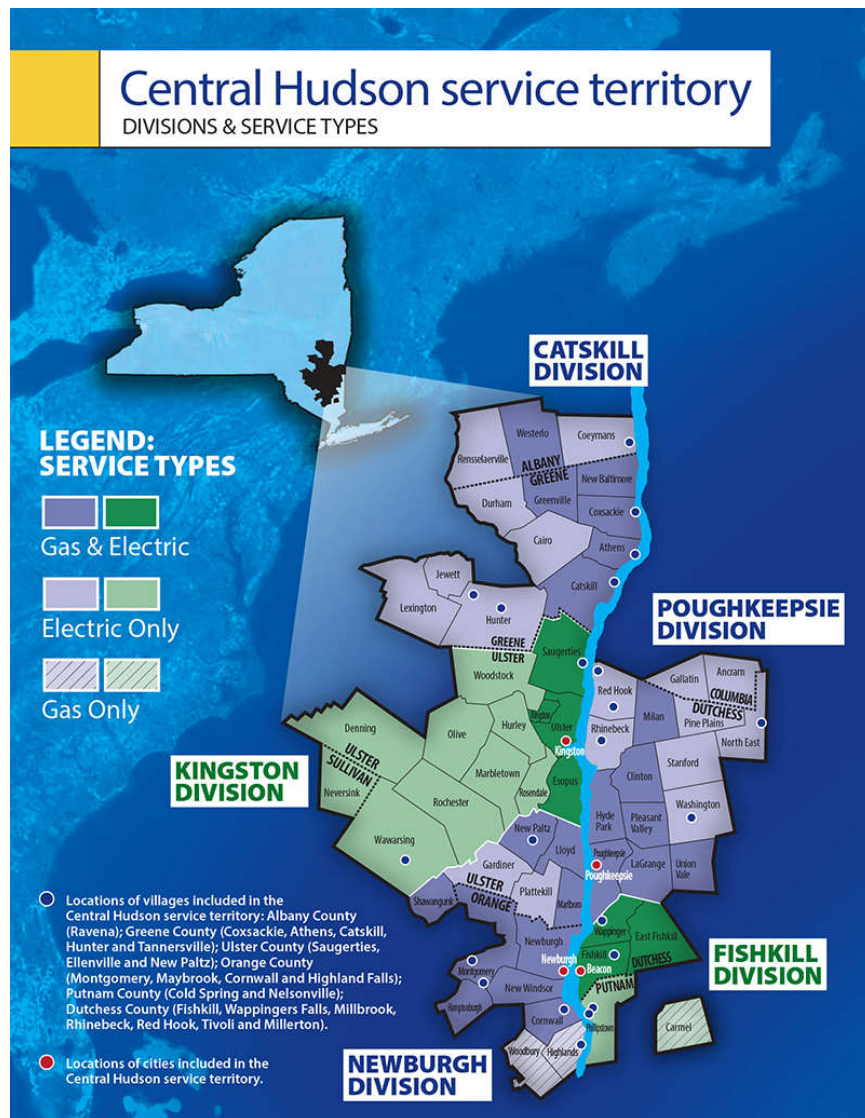 Central Hudson service territory
DIVISIONS & SERVICE TYPES
CATSKILL
DIVISION
LEGEND:
SERVICE TYPES
Gas & Electric
Electric Only
Gas Only
Westerlo
Coeymans
Rensselaerville
ALBANY
GREENE
New Baltimore
Durham
Greenville
Coxsackie
Cairo
Athens
Catskill
Jewett
Lexington
Hunter
GREENE
ULSTER
POUGHKEEPSIE
DIVISION
Saugerties
Woodstock
Ancram
Gallatin
COLUMBIA
DUTCHESS
Red Hook
Milan
Pine Plains
North East
Rhinebeck
Denning
Ulster
Kingston
Hurley
Olive
ULSTER
SULLIVAN
KINGSTON
DIVISION
Neversink
Marbletown
Esopus
Rosendale
Rochester
Stanford
Clinton
Washington
Hyde
Park
Pleasant
Valley
Wawarsing
New Paltz
Lloyd
Poughkeepsie
Poughkeepsie
LaGrange
Union
Vale
Gardiner
ULSTER
ORANGE
Plattekill
Marlboro
Shawangunk
Wappinger
East Fishkill
Newburgh
Fishkill
DUTCHESS
FISHKILL
DIVISION
Newburgh
Beacon
Montgomery
PUTNAM
New Windsor
Hamptonburgh
Cornwall
Philipstown
Carmel
Woodbury
Highlands
NEWBURGH
DIVISION
Locations of villages included in the
Central Hudson service territory: Albany County
(Ravena); Greene County (Coxsackie, Athens, Catskill,
Hunter and Tannersville); Ulster County (Saugerties,
Ellenville and New Paltz); Orange County
(Montgomery, Maybrook, Cornwall and Highland Falls);
Putnam County (Cold Spring and Nelsonville);
Dutchess County (Fishkill, Wappingers Falls, Millbrook,
Rhinebeck, Red Hook, Tivoli and Millerton).
Locations of cities included in the
Central Hudson service territory.